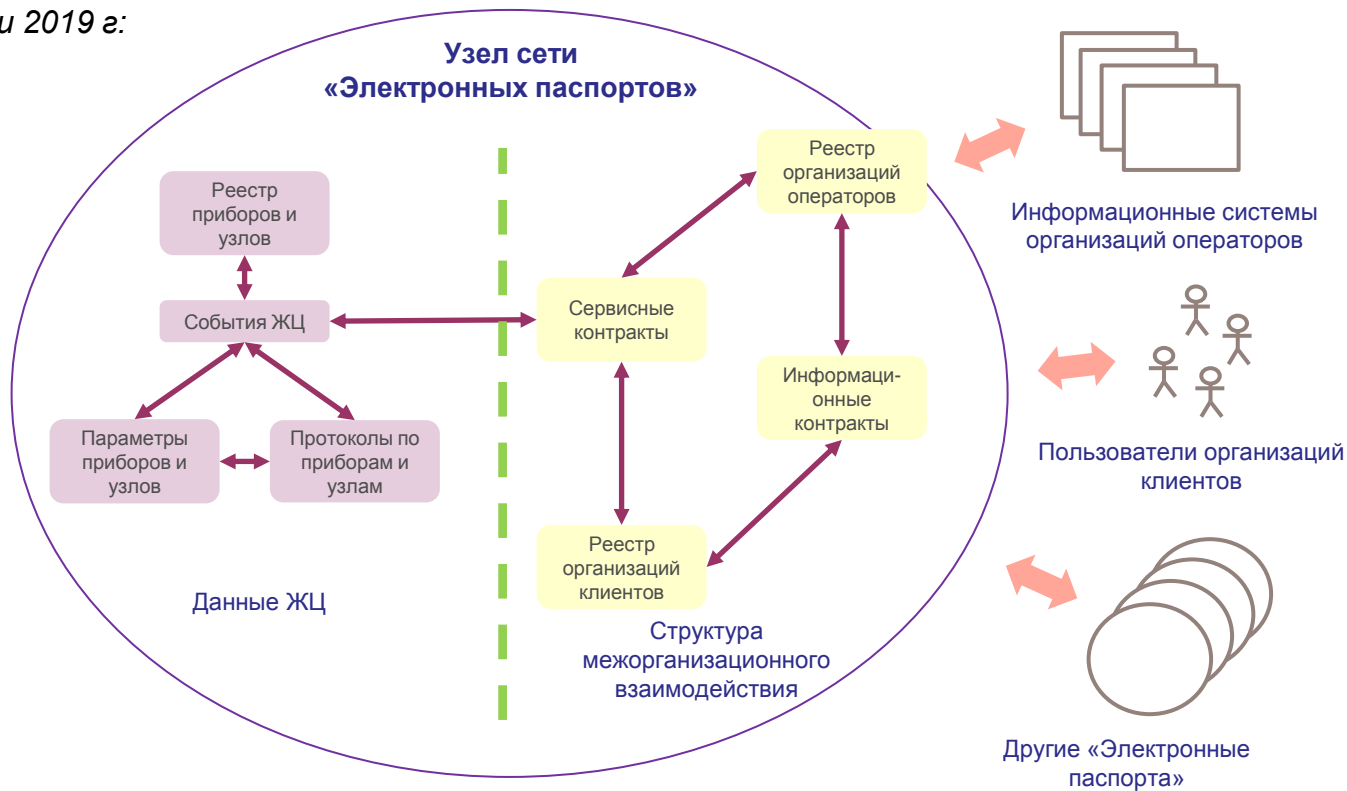 и 2019 г:
Узел сети
«Электронных паспортов»
Реестр
приборов и
узлов
События ЖЦ
Параметры
приборов и
узлов
Протоколы по
приборам и
узлам
Данные ЖЦ
Реестр
организаций
операторов
Сервисные
контракты
Информаци-
онные
контракты
Реестр
организаций
клиентов
Структура
межорганизационного
взаимодействия
Информационные системы
организаций операторов
Пользователи организаций
клиентов
Другие «Электронные
паспорта»